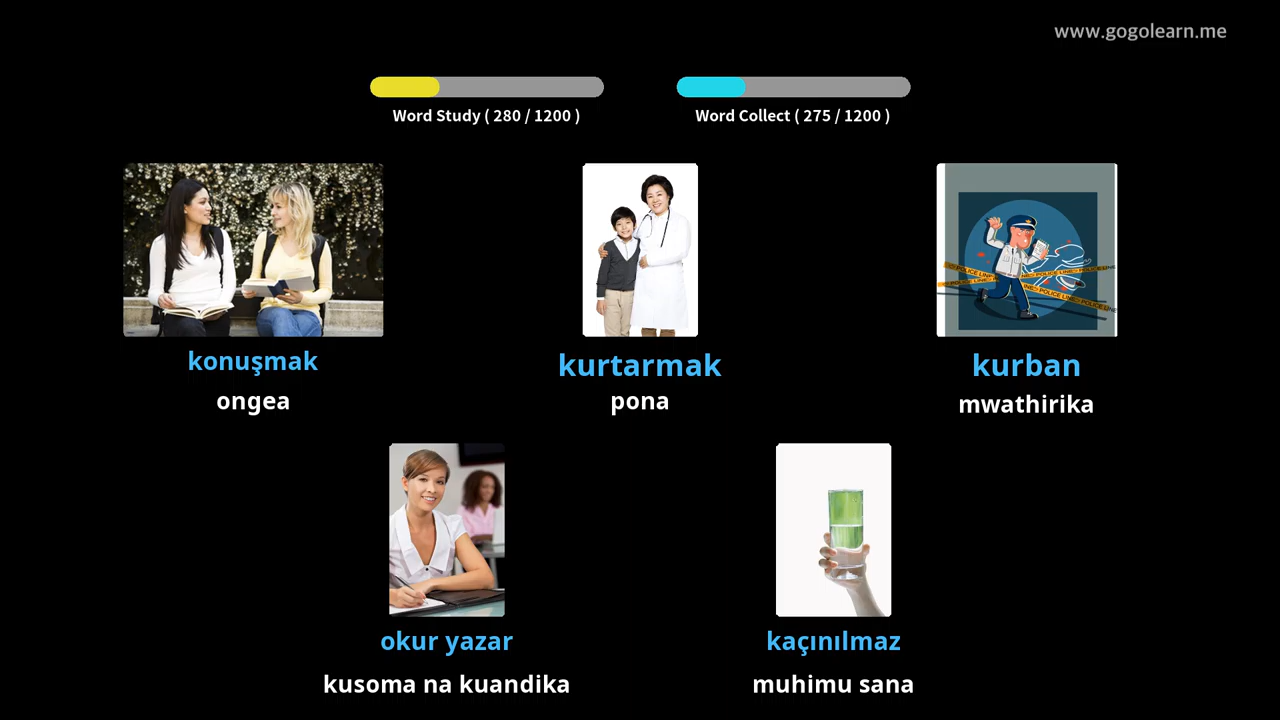 www.gogolearn.me
Word Study ( 280 / 1200 )
Word Collect ( 275 / 1200 )
konuşmak
kurtarmak
kurban
ongea
pona
mwathirika
okur yazar
kaçınılmaz
kusoma na kuandika
muhimu sana